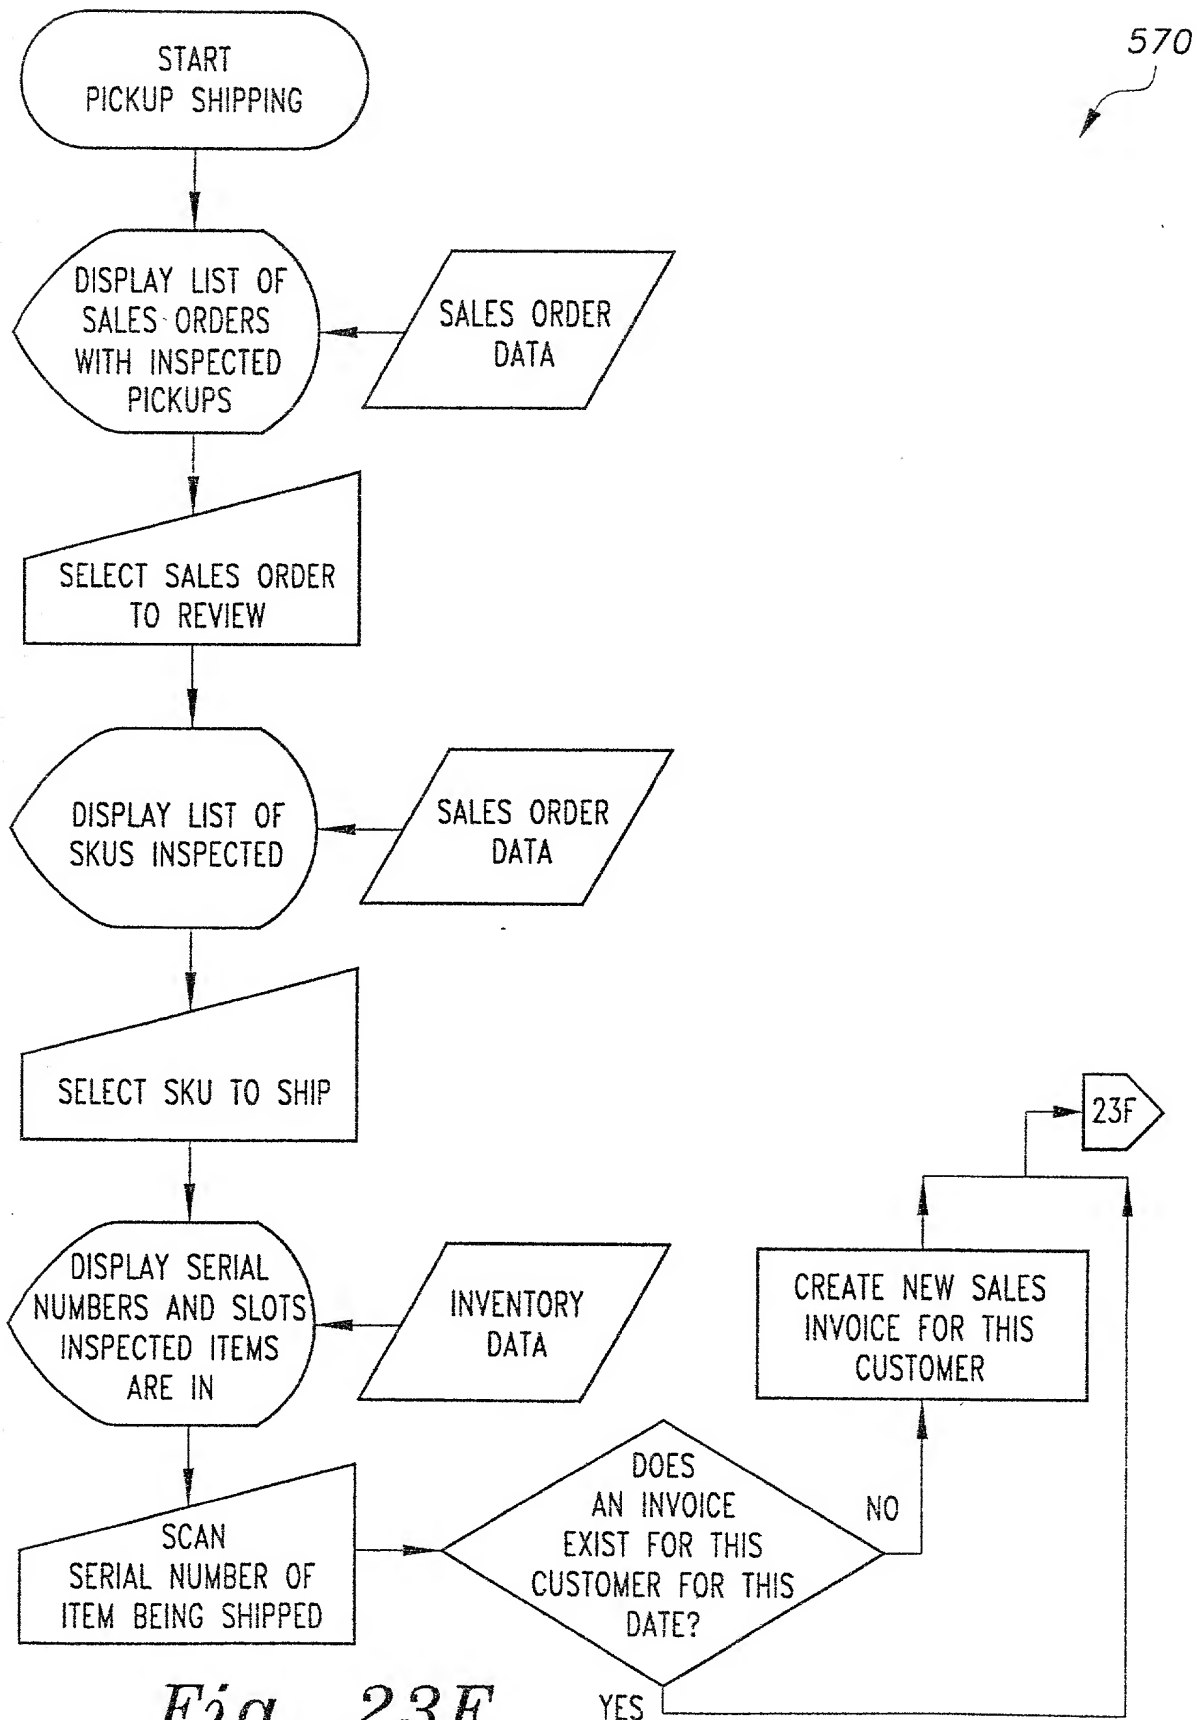 570
START
PICKUP SHIPPING
DISPLAY LIST OF
SALES ORDERS
WITH INSPECTED
PICKUPS
SALES ORDER
DATA
SELECT SALES ORDER
TO REVIEW
DISPLAY LIST OF
SKUS INSPECTED
SALES ORDER
DATA
SELECT SKU TO SHIP
23F
DISPLAY SERIAL
NUMBERS AND SLOTS
INSPECTED ITEMS
ARE IN
INVENTORY
DATA
CREATE NEW SALES
INVOICE FOR THIS
CUSTOMER
SCAN
SERIAL NUMBER OF
ITEM BEING SHIPPED
DOES
AN INVOICE
EXIST FOR THIS
CUSTOMER FOR THIS
DATE?
NO
YES